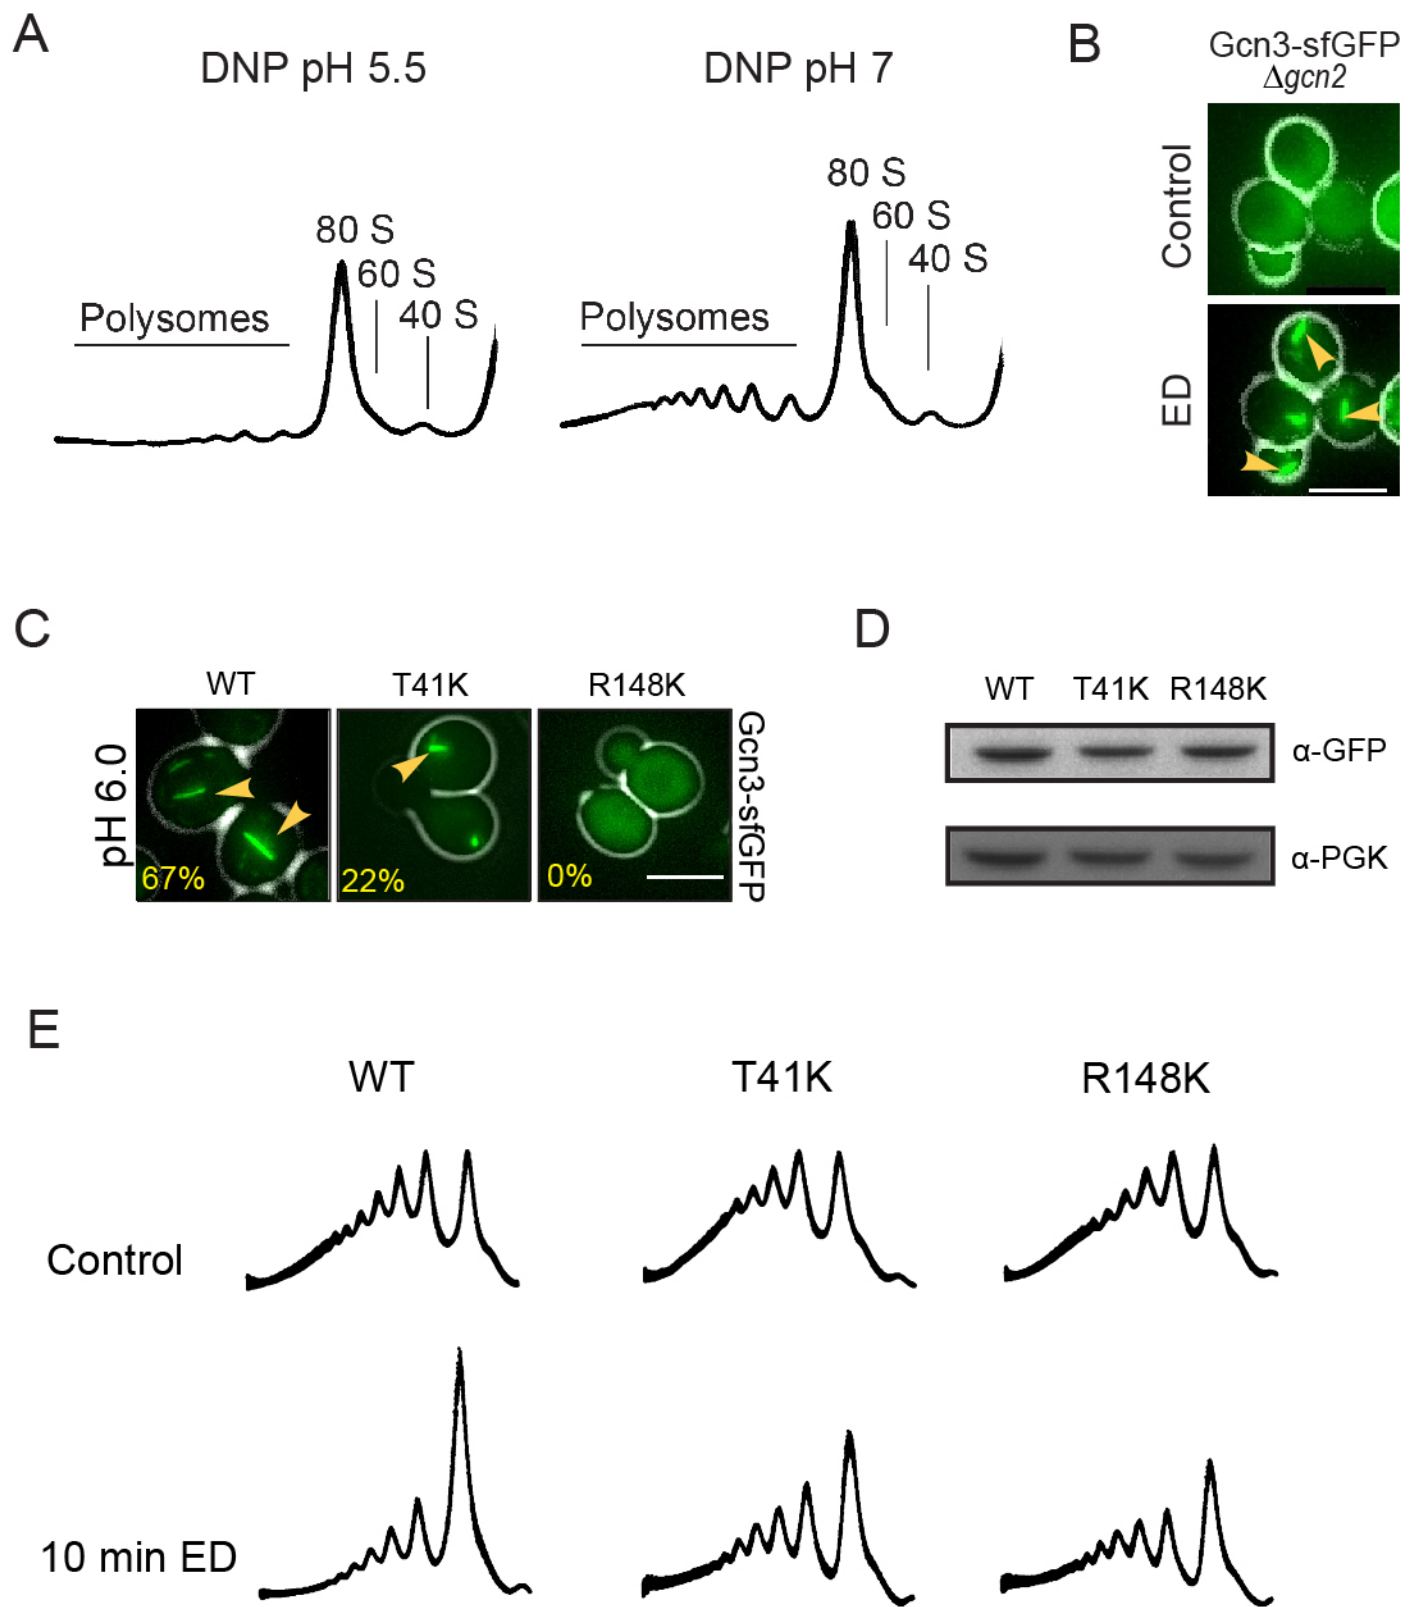 A
DNP pH 5.5
DNP pH 7
80 S
60 S
40 S
Polysomes
80 S
60 S
40 S
Polysomes
B
Gcn3-sfGFP
Δgcn2
Control
ED
C
WT
T41K
R148K
pH 6.0
67%
22%
0%
Gcn3-sfGFP
D
WT
T41K
R148K
α-GFP
α-PGK
E
WT
T41K
R148K
Control
10 min ED